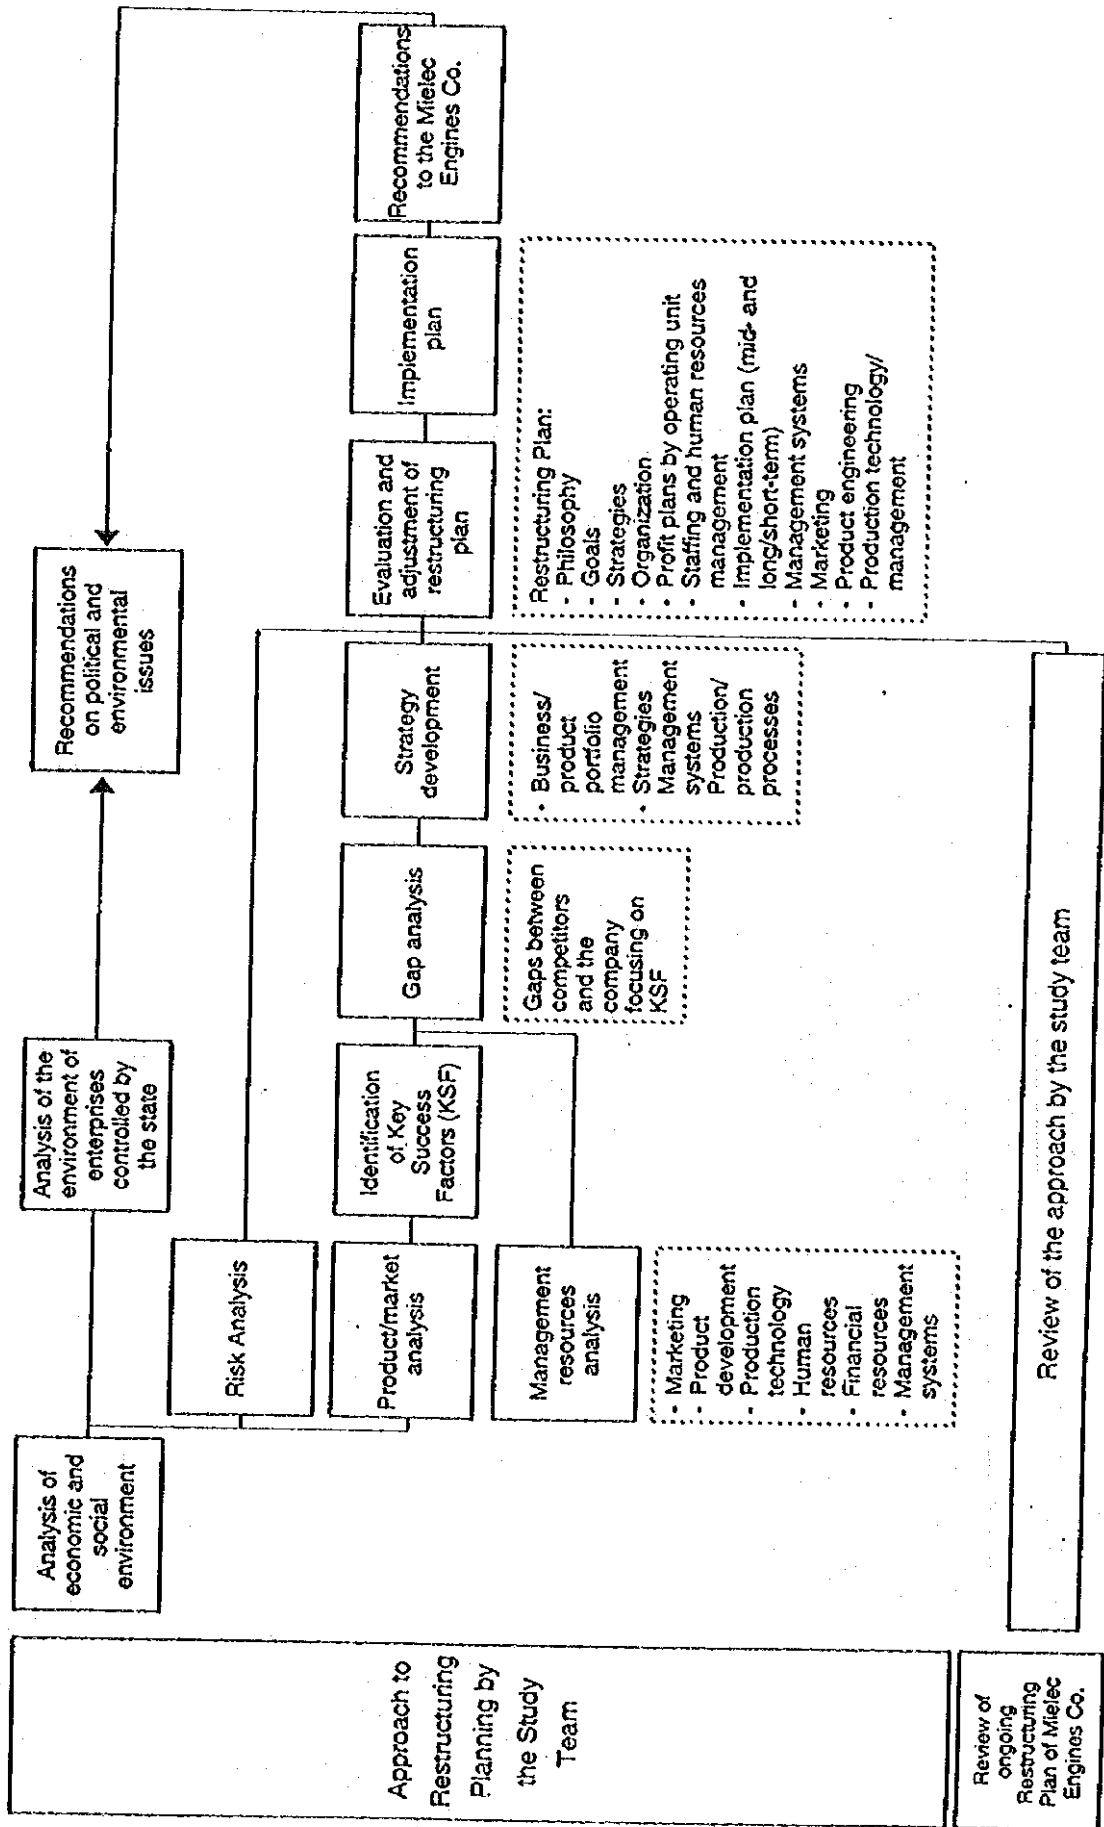 Approach to
Restructuring
Planning by
the Study
Team
Analysis of
economic and
social
environment
Analysis of the
environment of
enterprises
controlled by
the state
Recommendations
on political and
environmental
issues
Risk Analysis
Product/market
analysis
Identification
of Key
Success
Factors (KSF)
Gap analysis
Strategy
development
Evaluation and
adjustment of
restructuring
plan
Implementation
plan
Recommendations
to the Mielec
Engines Co.
Management
resources
analysis
· Marketing
· Product
development
· Production
technology
· Human
resources
· Financial
resources
· Management
systems
Gaps between
competitors
and the
company
focusing on
KSF
· Business/
product
portfolio
management
· Strategies
Management
systems
Production/
production
processes
Restructuring Plan:
· Philosophy
· Goals
· Strategies
· Organization
· Profit plans by operating unit
· Staffing and human resources
management
· Implementation plan (mid- and
long/short-term)
· Management systems
· Marketing
· Product engineering
· Production technology/
management
Review of
ongoing
Restructuring
Plan of Mielec
Engines Co.
Review of the approach by the study team